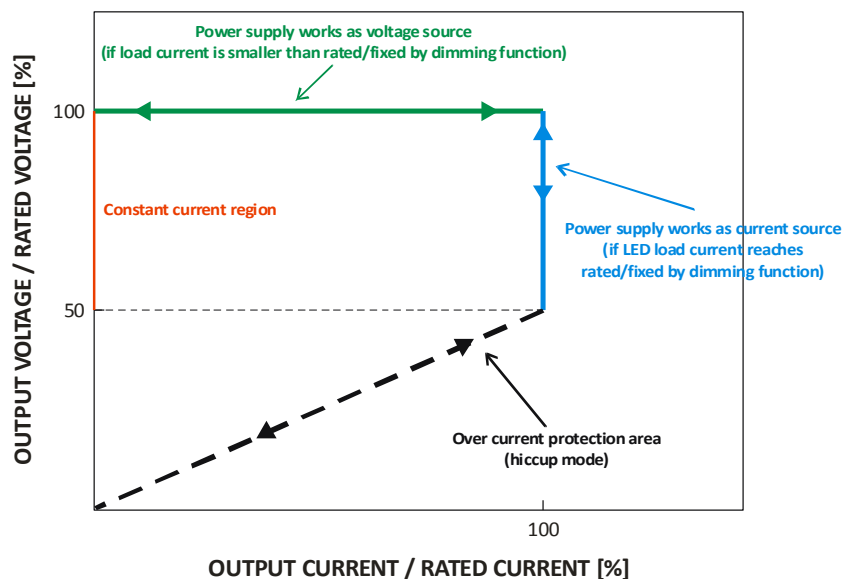 Power supply works as voltage source
(if load current is smaller than rated/fixed by dimming function)
OUTPUT VOLTAGE / RATED VOLTAGE [%]
100
Constant current region
Power supply works as current source
(if LED load current reaches
rated/fixed by dimming function)
50
Over current protection area
(hiccup mode)
100
OUTPUT CURRENT / RATED CURRENT [%]